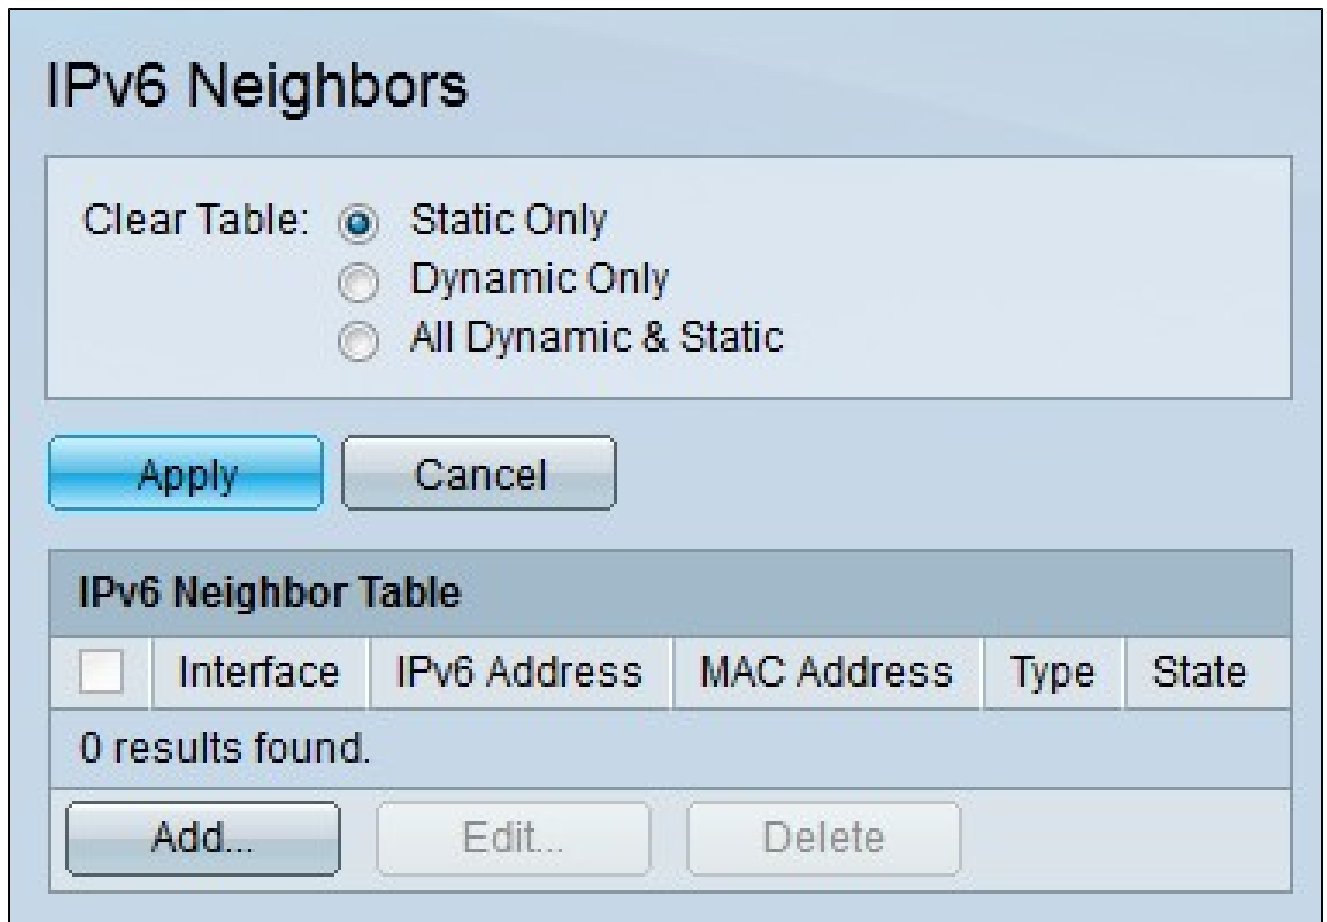 IPv6 Neighbors
Clear Table: Static Only
Dynamic Only
All Dynamic & Static
Apply Cancel
IPv6 Neighbor Table
Interface IPv6 Address MAC Address Type State
0 results found.
Add... Edit... Delete